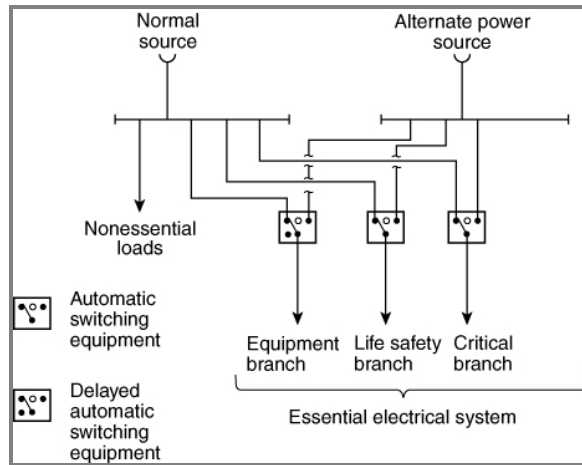 Normal
source
Alternate power
source
Nonessential
loads
Automatic
switching
equipment
Delayed
automatic
switching
equipment
Equipment
branch
Life safety
branch
Critical
branch
Essential electrical system